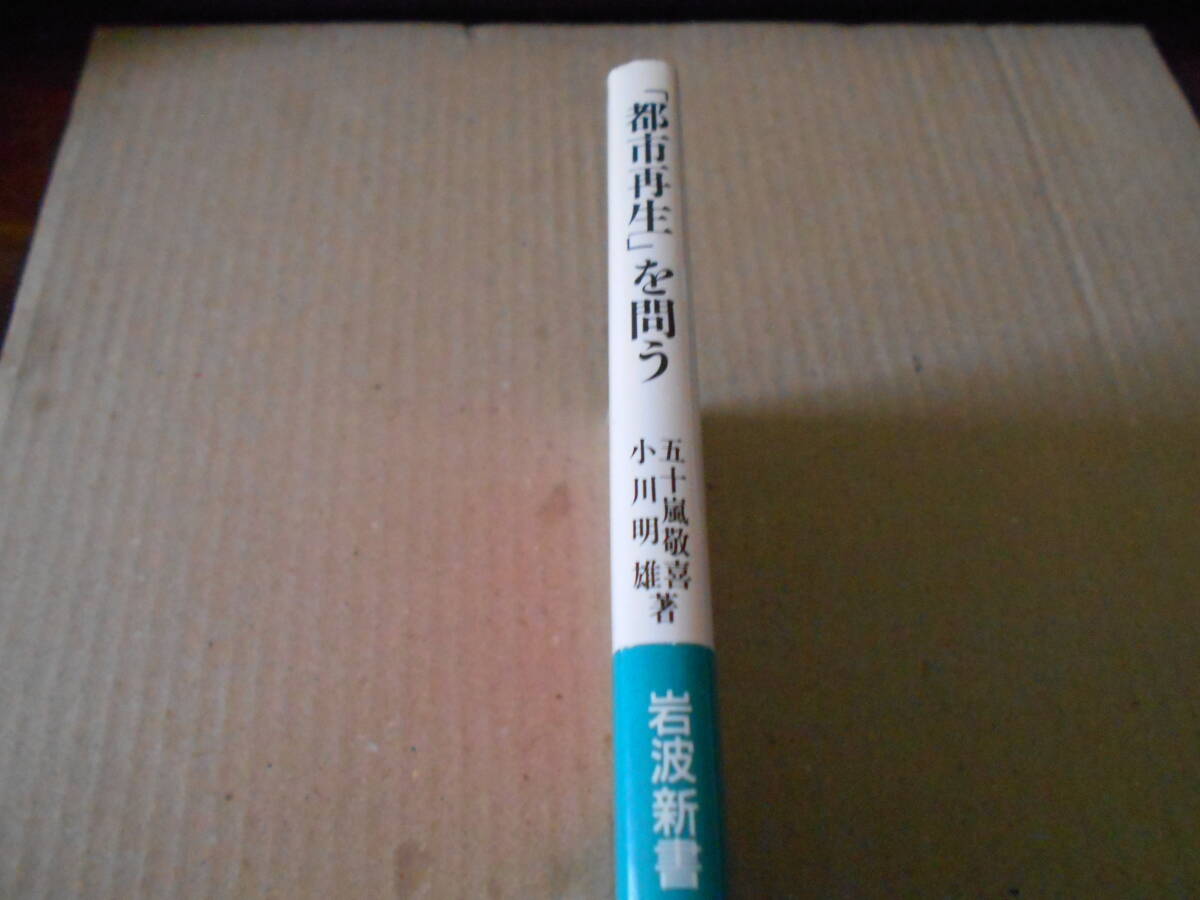 「都市再生」を問う
五十嵐敬喜
小川明雄著
岩波新書